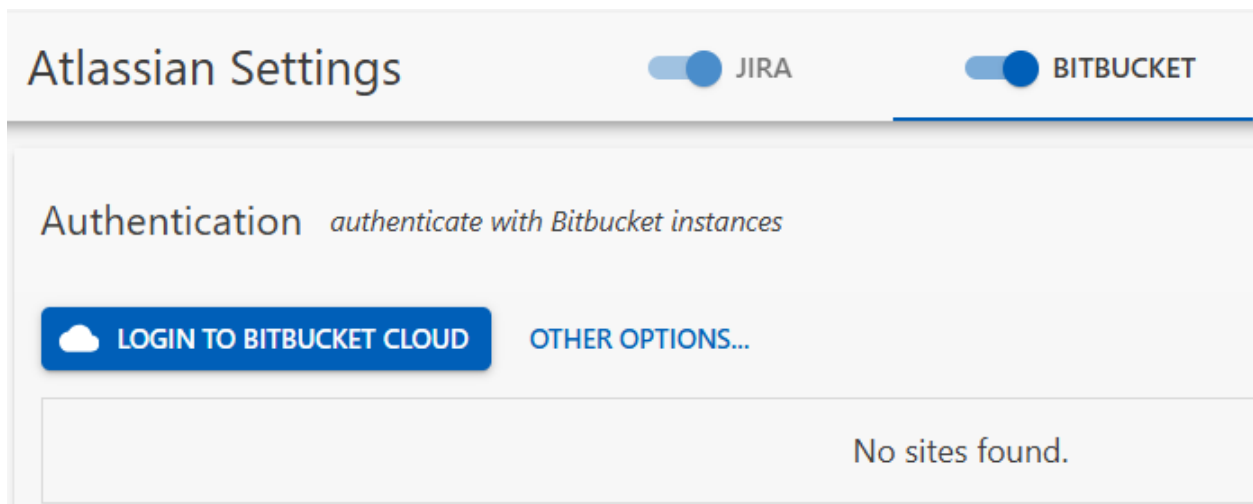 Atlassian Settings JIRA BITBUCKET
Authentication authenticate with Bitbucket instances
LOGIN TO BITBUCKET CLOUD OTHER OPTIONS...
No sites found.